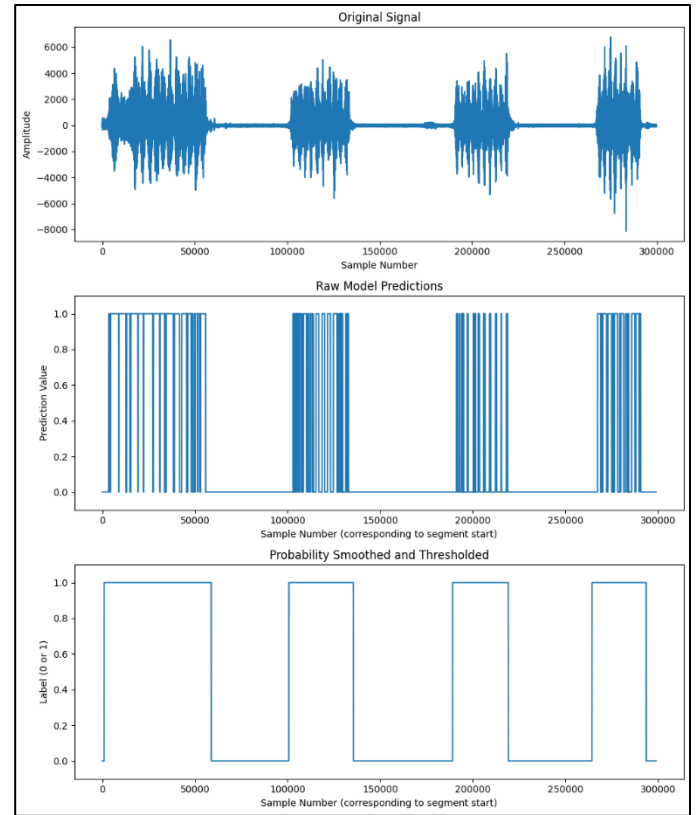 Original Signal
6000
4000
2000
0
−2000
−4000
−6000
−8000
Amplitude
0 50000 100000 150000 200000 250000 300000
Sample Number
Raw Model Predictions
1.0
0.8
0.6
0.4
0.2
0.0
Prediction Value
0 50000 100000 150000 200000 250000 300000
Sample Number (corresponding to segment start)
Probability Smoothed and Thresholded
1.0
0.8
0.6
0.4
0.2
0.0
Label (0 or 1)
0 50000 100000 150000 200000 250000 300000
Sample Number (corresponding to segment start)